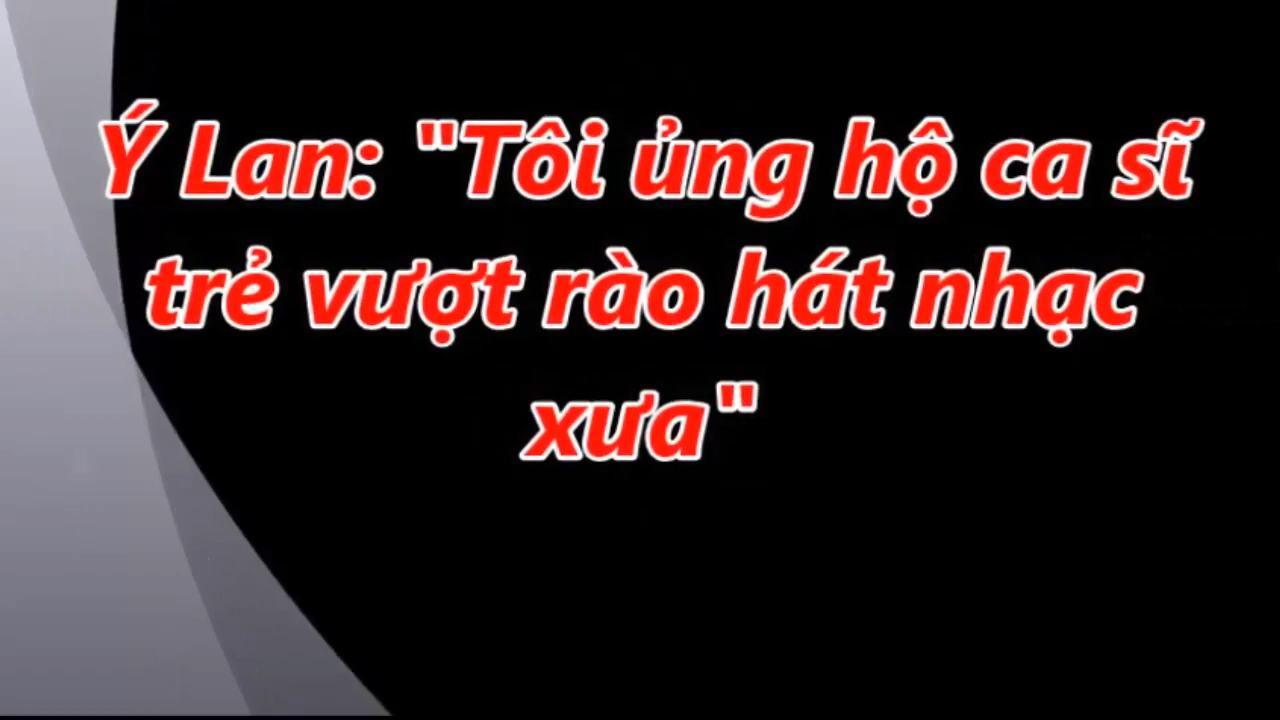 Ý Lan: "Tôi ủng hộ ca sĩ
trẻ vượt rào hát nhạc
xưa"